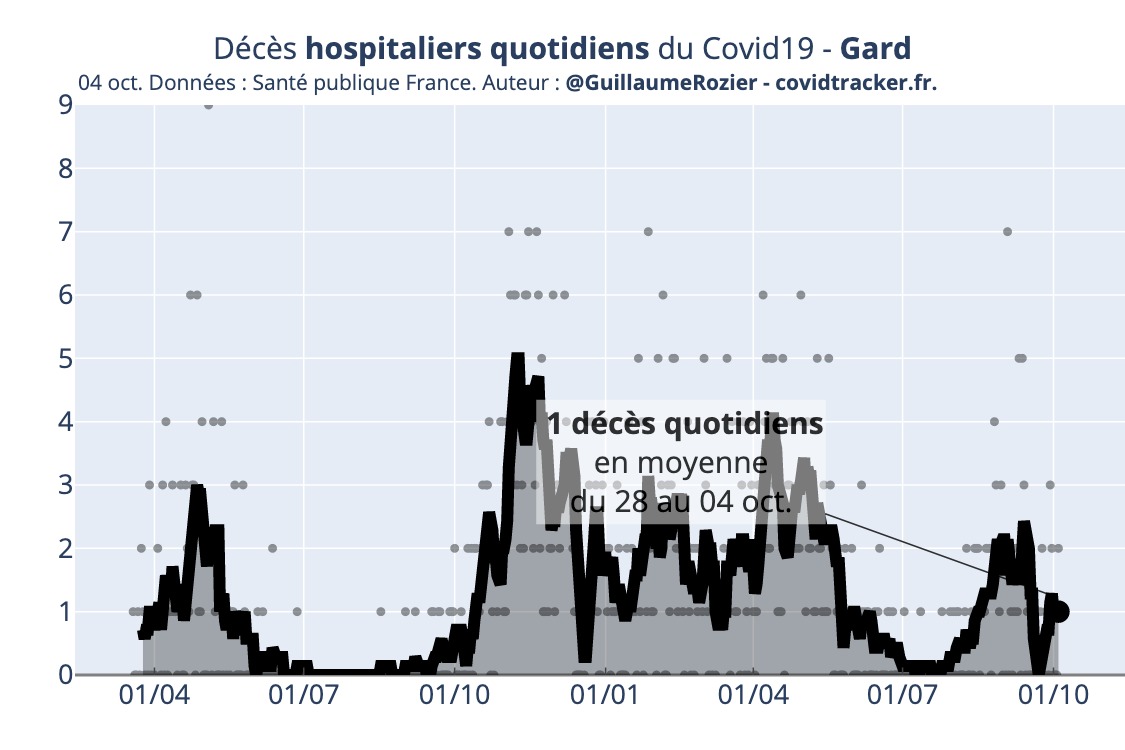 Décès hospitaliers quotidiens du Covid19 - Gard
04 oct. Données : Santé publique France. Auteur : @GuillaumeRozier - covidtracker.fr.
9
8
7
6
5
4
3
2
1
0
1 décès quotidiens
en moyenne
du 28 au 04 oct.
01/04 01/07 01/10 01/01 01/04 01/07 01/10